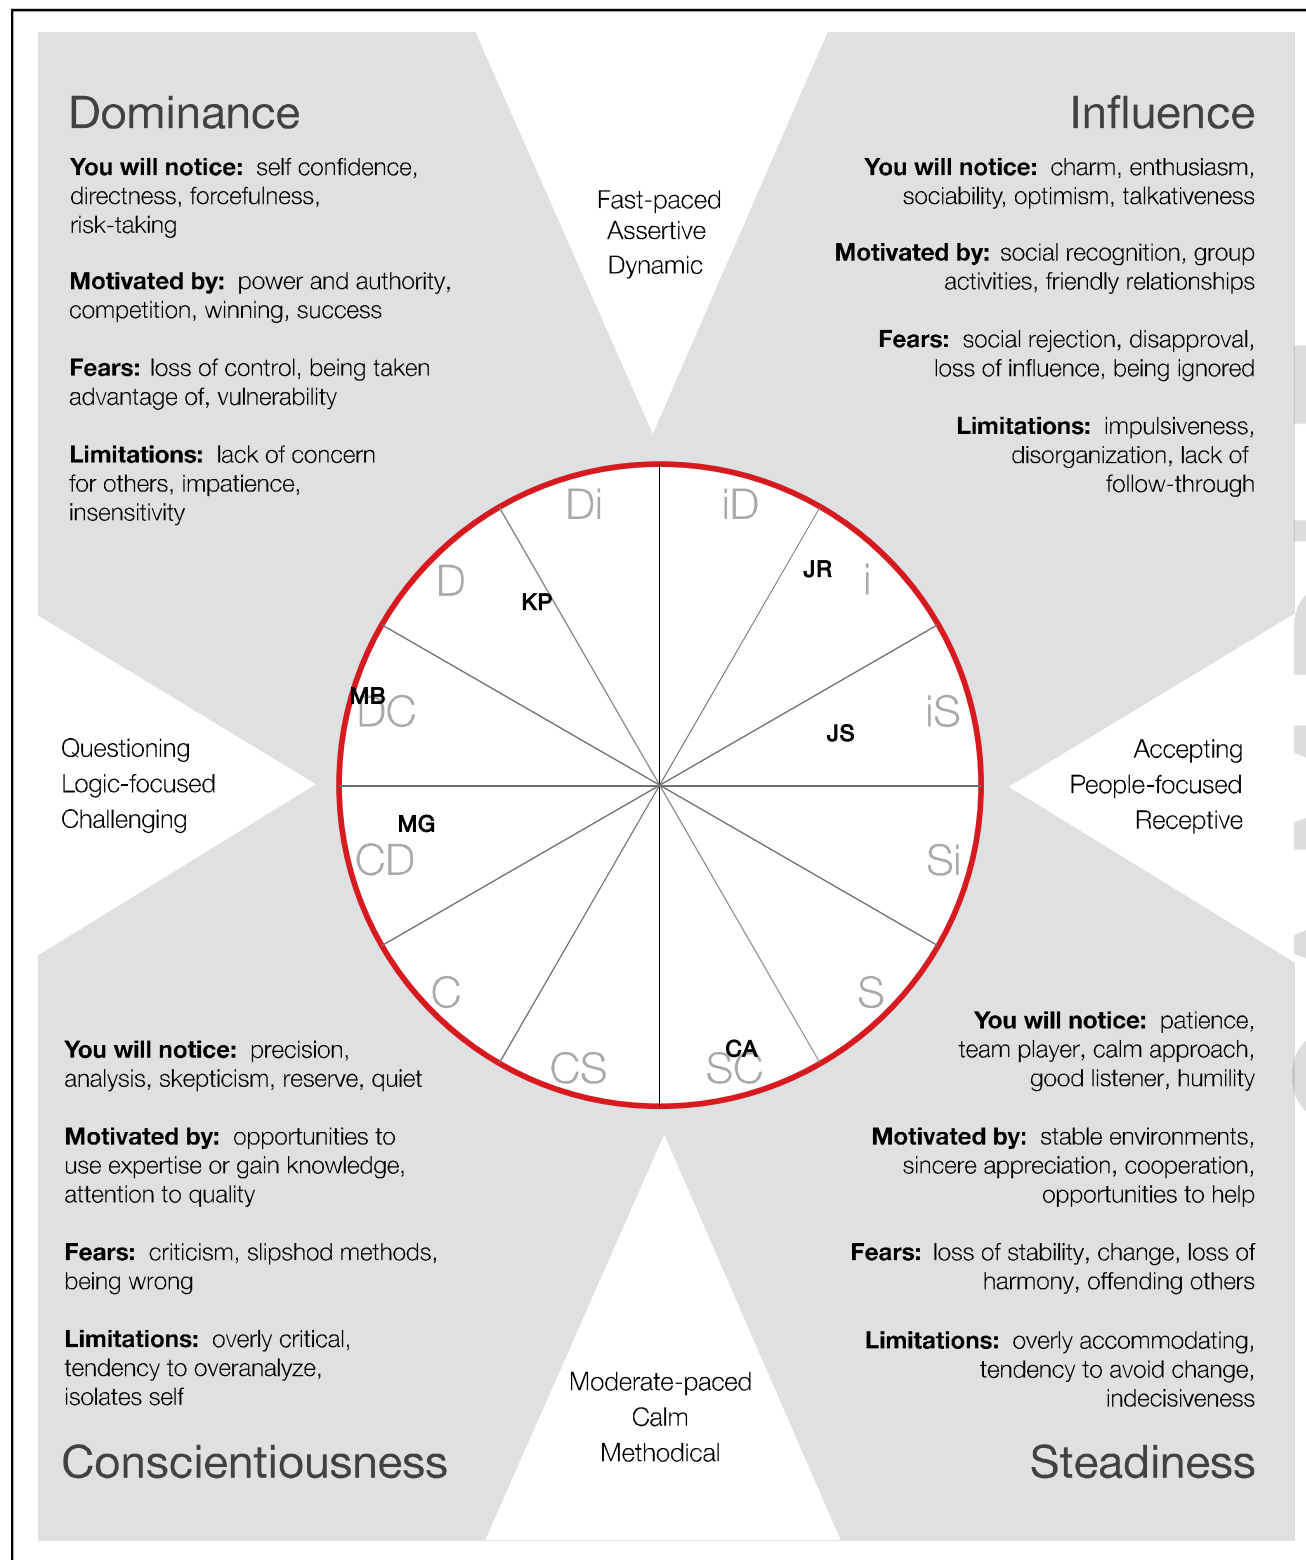 Dominance
You will notice: self confidence,
directness, forcefulness,
risk-taking
Motivated by: power and authority,
competition, winning, success
Fears: loss of control, being taken
advantage of, vulnerability
Limitations: lack of concern
for others, impatience,
insensitivity
Fast-paced
Assertive
Dynamic
Influence
You will notice: charm, enthusiasm,
sociability, optimism, talkativeness
Motivated by: social recognition, group
activities, friendly relationships
Fears: social rejection, disapproval,
loss of influence, being ignored
Limitations: impulsiveness,
disorganization, lack of
follow-through
Di
iD
D
KP
JR
i
MB
DC
JS
iS
Questioning
Logic-focused
Challenging
Accepting
People-focused
Receptive
MG
CD
Si
C
S
CS
CA
SC
You will notice: precision,
analysis, skepticism, reserve, quiet
Motivated by: opportunities to
use expertise or gain knowledge,
attention to quality
Fears: criticism, slipshod methods,
being wrong
Limitations: overly critical,
tendency to overanalyze,
isolates self
Conscientiousness
Moderate-paced
Calm
Methodical
You will notice: patience,
team player, calm approach,
good listener, humility
Motivated by: stable environments,
sincere appreciation, cooperation,
opportunities to help
Fears: loss of stability, change, loss of
harmony, offending others
Limitations: overly accommodating,
tendency to avoid change,
indecisiveness
Steadiness